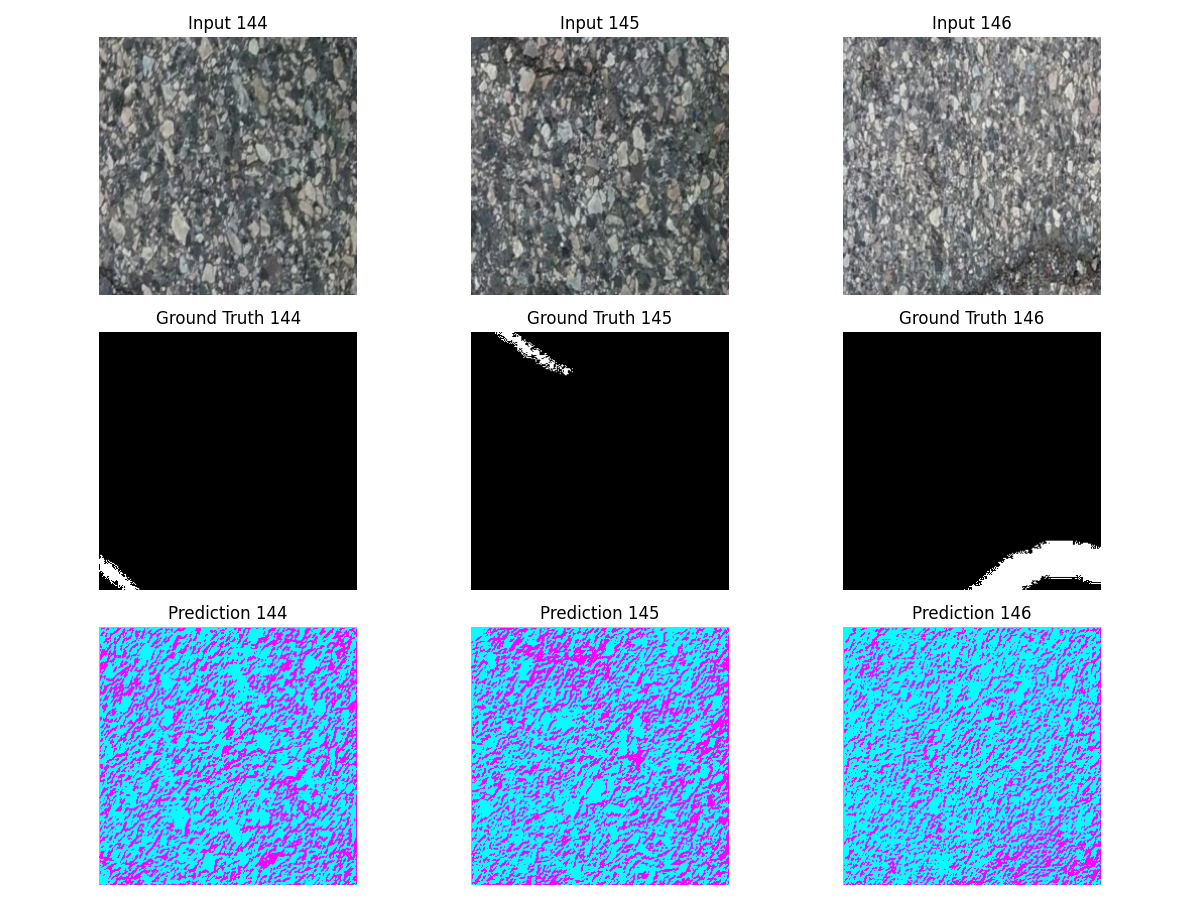 Input 144
Input 145
Input 146
Ground Truth 144
Ground Truth 145
Ground Truth 146
Prediction 144
Prediction 145
Prediction 146